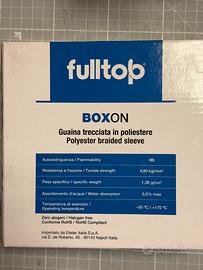 fulltop
BOXON
Guaina trecciata in poliestere
Polyester braided sleeve
Autoestinguenza / Flammability HB
Resistenza a trazione / Tensile strength 4,90 kg/mm²
Peso specifico / specific weight 1,38 g/cm³
Assorbimento d'acqua / Water absorption 0,5% max
Temperatura di esercizio /
Operating temperature
-50 °C / +170 °C
Zero alogeni / Halogen free
Conforme RoHS / RoHS Compliant
Importato da Elelec Italia S.p.A.
via D. de Roberto, 40 - 80143 Napoli Italia